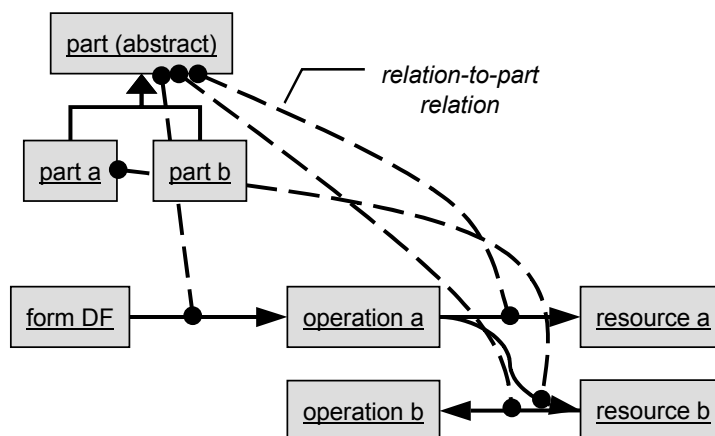 part (abstract)
relation-to-part
relation
part a
part b
form DF
operation a
resource a
operation b
resource b